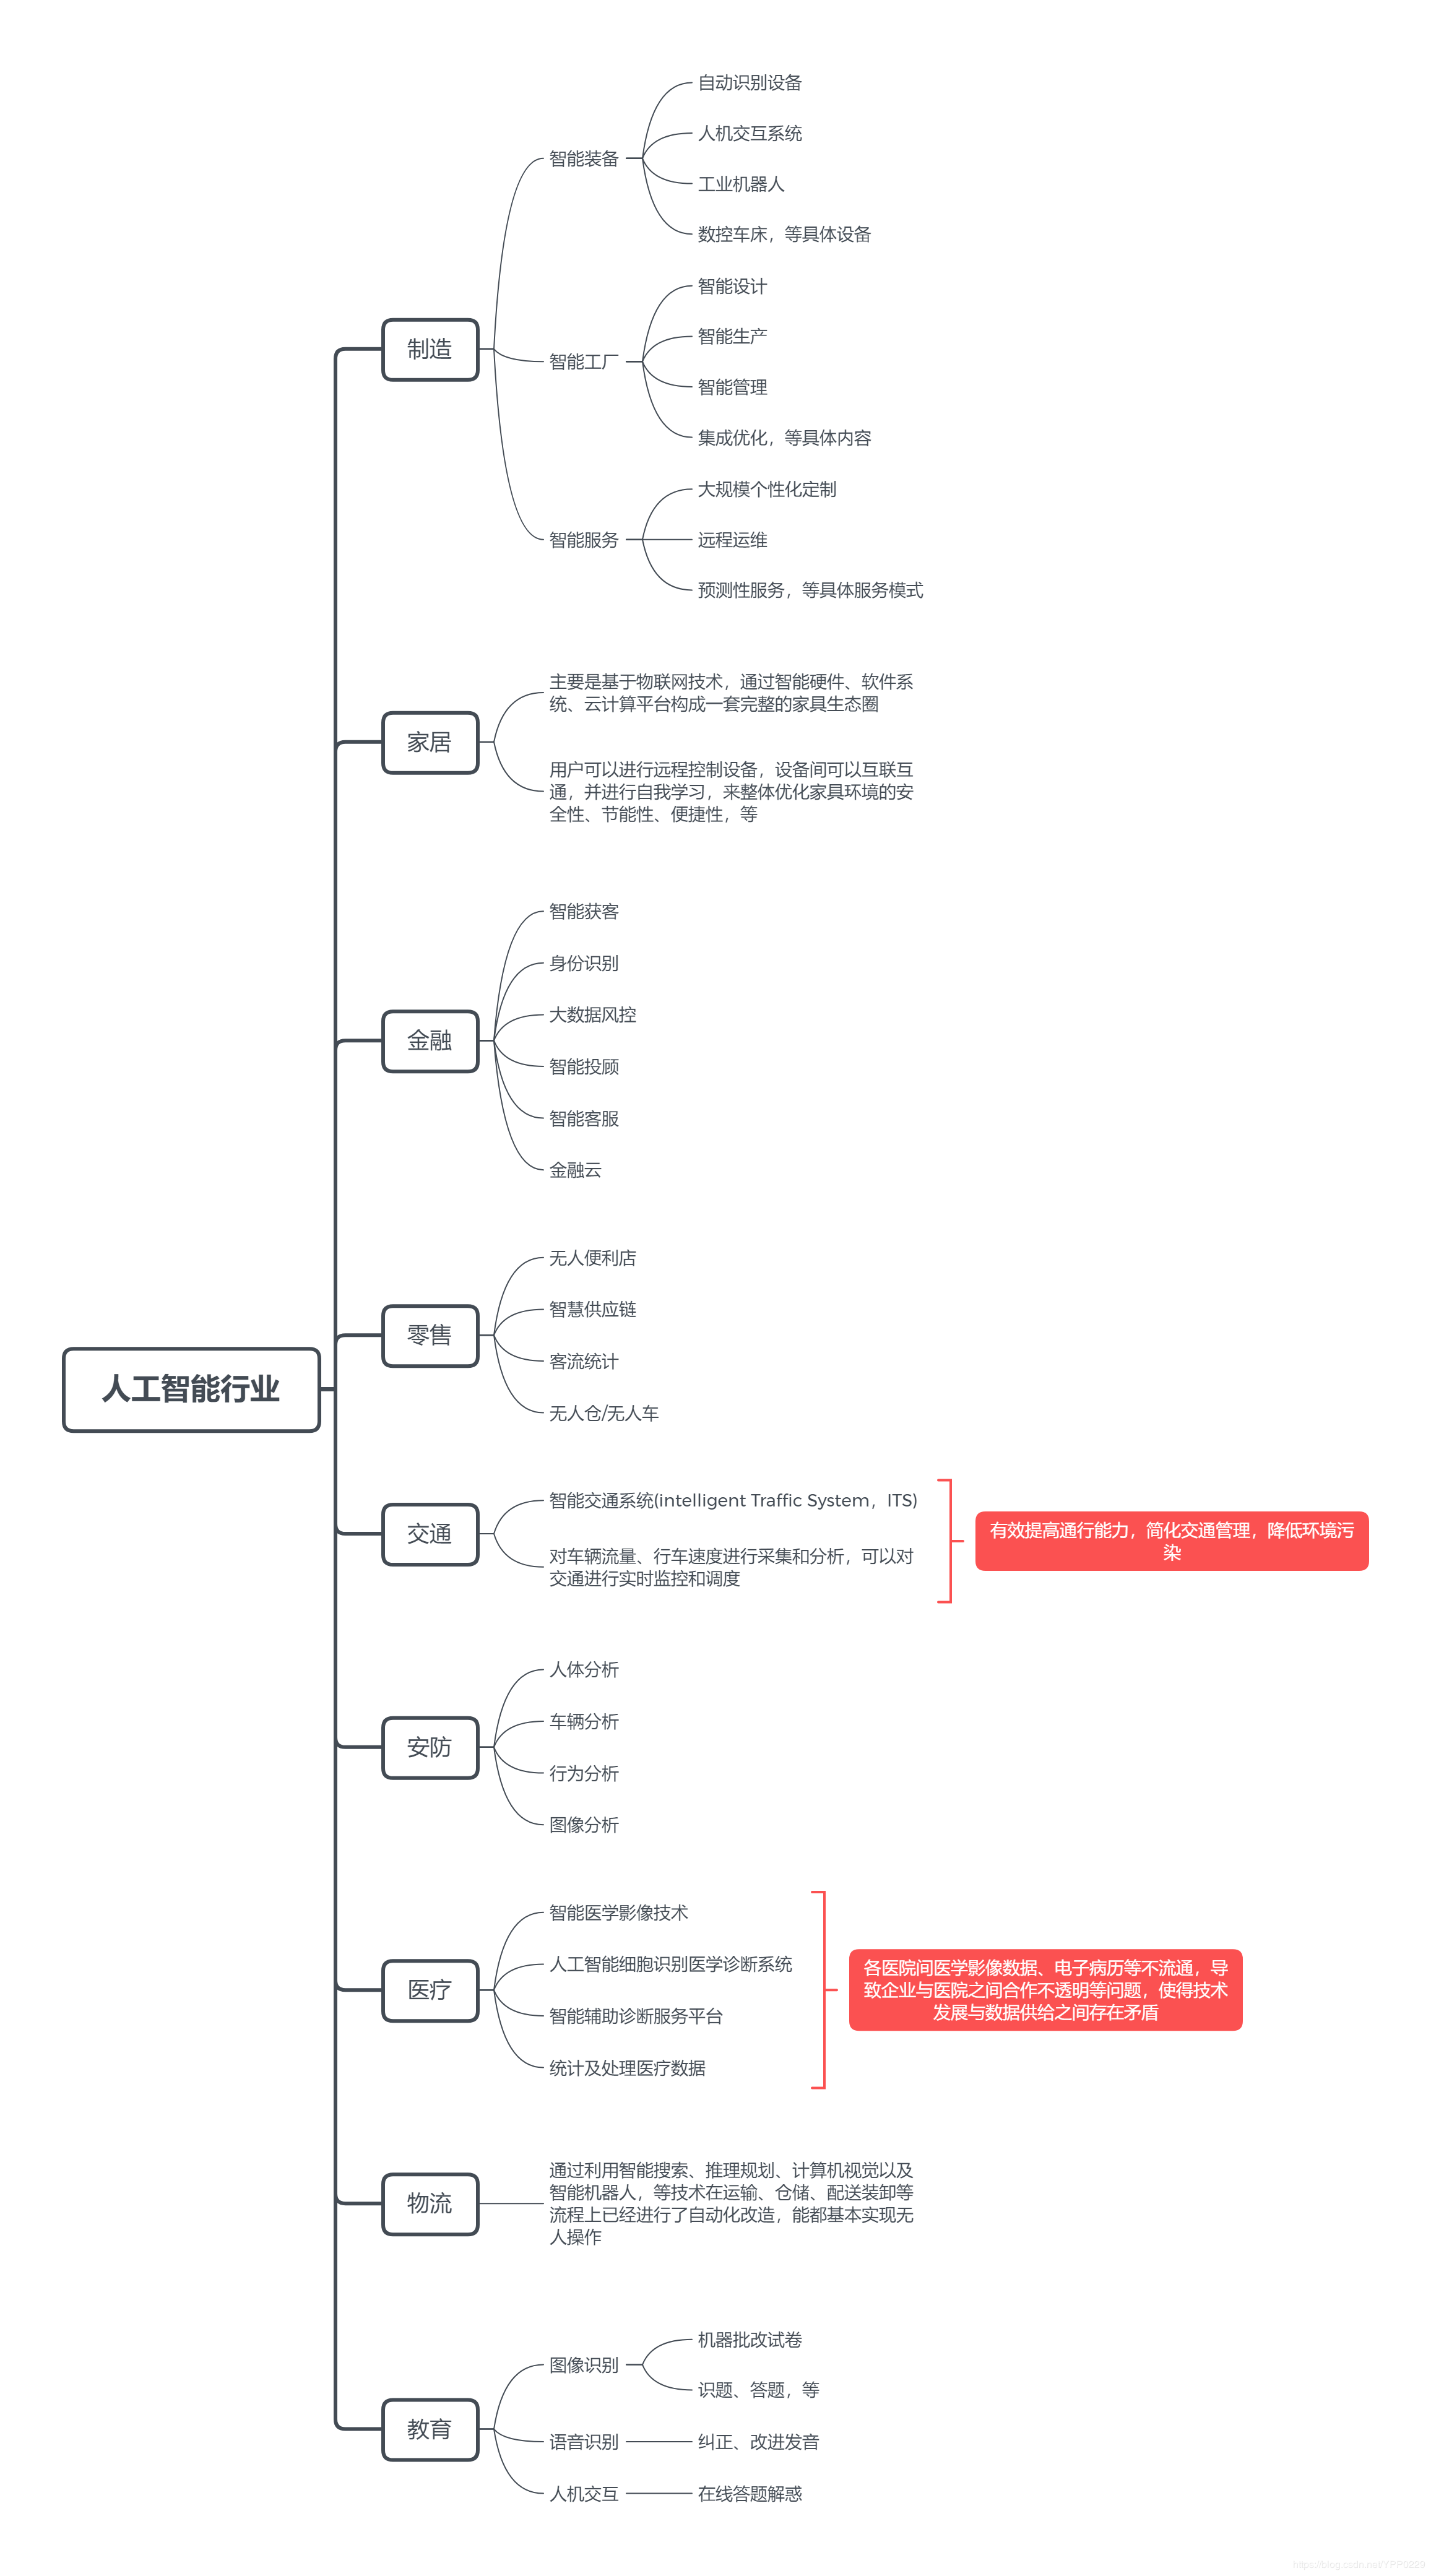 人工智能行业
制造
智能装备
自动识别设备
人机交互系统
工业机器人
数控车床，等具体设备
智能工厂
智能设计
智能生产
智能管理
集成优化，等具体内容
智能服务
大规模个性化定制
远程运维
预测性服务，等具体服务模式
家居
主要是基于物联网技术，通过智能硬件、软件系
统、云计算平台构成一套完整的家具生态圈
用户可以进行远程控制设备，设备间可以互联互
通，并进行自我学习，来整体优化家具环境的安
全性、节能性、便捷性，等
金融
智能获客
身份识别
大数据风控
智能投顾
智能客服
金融云
零售
无人便利店
智慧供应链
客流统计
无人仓/无人车
交通
智能交通系统(intelligent Traffic System，ITS)
对车辆流量、行车速度进行采集和分析，可以对
交通进行实时监控和调度
有效提高通行能力，简化交通管理，降低环境污
染
安防
人体分析
车辆分析
行为分析
图像分析
医疗
智能医学影像技术
人工智能细胞识别医学诊断系统
智能辅助诊断服务平台
统计及处理医疗数据
各医院间医学影像数据、电子病历等不流通，导
致企业与医院之间合作不透明等问题，使得技术
发展与数据供给之间存在矛盾
物流
通过利用智能搜索、推理规划、计算机视觉以及
智能机器人，等技术在运输、仓储、配送装卸等
流程上已经进行了自动化改造，能都基本实现无
人操作
教育
图像识别
机器批改试卷
识题、答题，等
语音识别
纠正、改进发音
人机交互
在线答题解惑